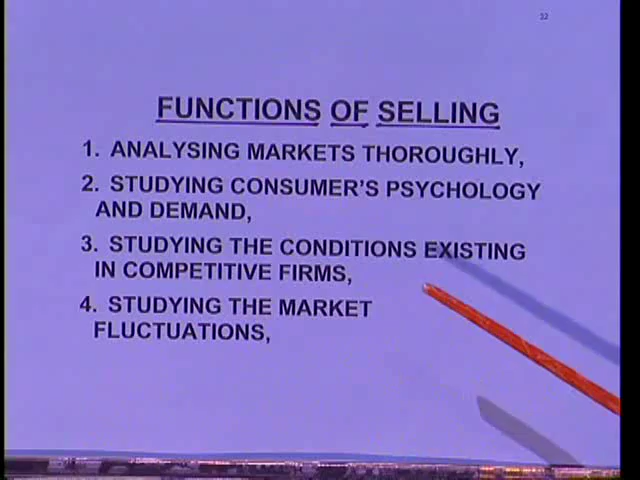 32
FUNCTIONS OF SELLING
1. ANALYSING MARKETS THOROUGHLY,
2. STUDYING CONSUMER'S PSYCHOLOGY
AND DEMAND,
3. STUDYING THE CONDITIONS EXISTING
IN COMPETITIVE FIRMS,
4. STUDYING THE MARKET
FLUCTUATIONS,